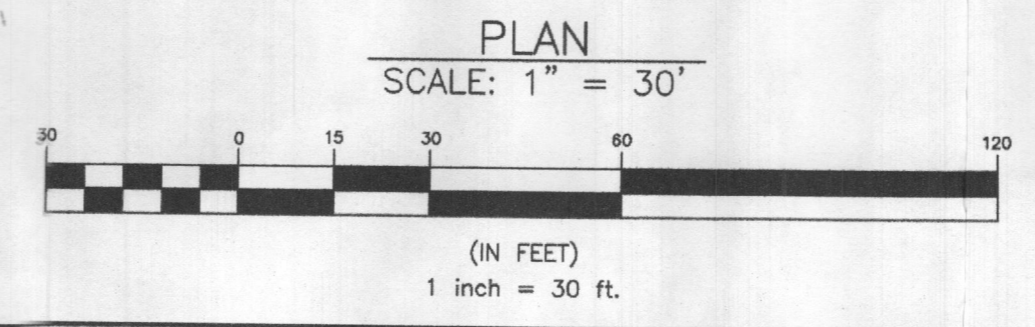 PLAN
SCALE: 1" = 30'
30 0 15 30 60 120
(IN FEET)
1 inch = 30 ft.